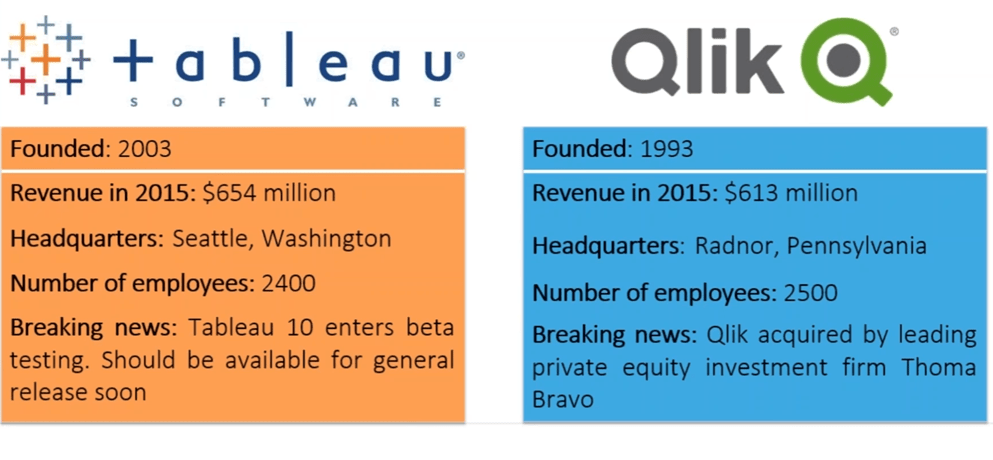 +ableau®
SOFTWARE
Founded: 2003
Revenue in 2015: $654 million
Headquarters: Seattle, Washington
Number of employees: 2400
Breaking news: Tableau 10 enters beta
testing. Should be available for general
release soon
Qlik Q®
Founded: 1993
Revenue in 2015: $613 million
Headquarters: Radnor, Pennsylvania
Number of employees: 2500
Breaking news: Qlik acquired by leading
private equity investment firm Thoma
Bravo